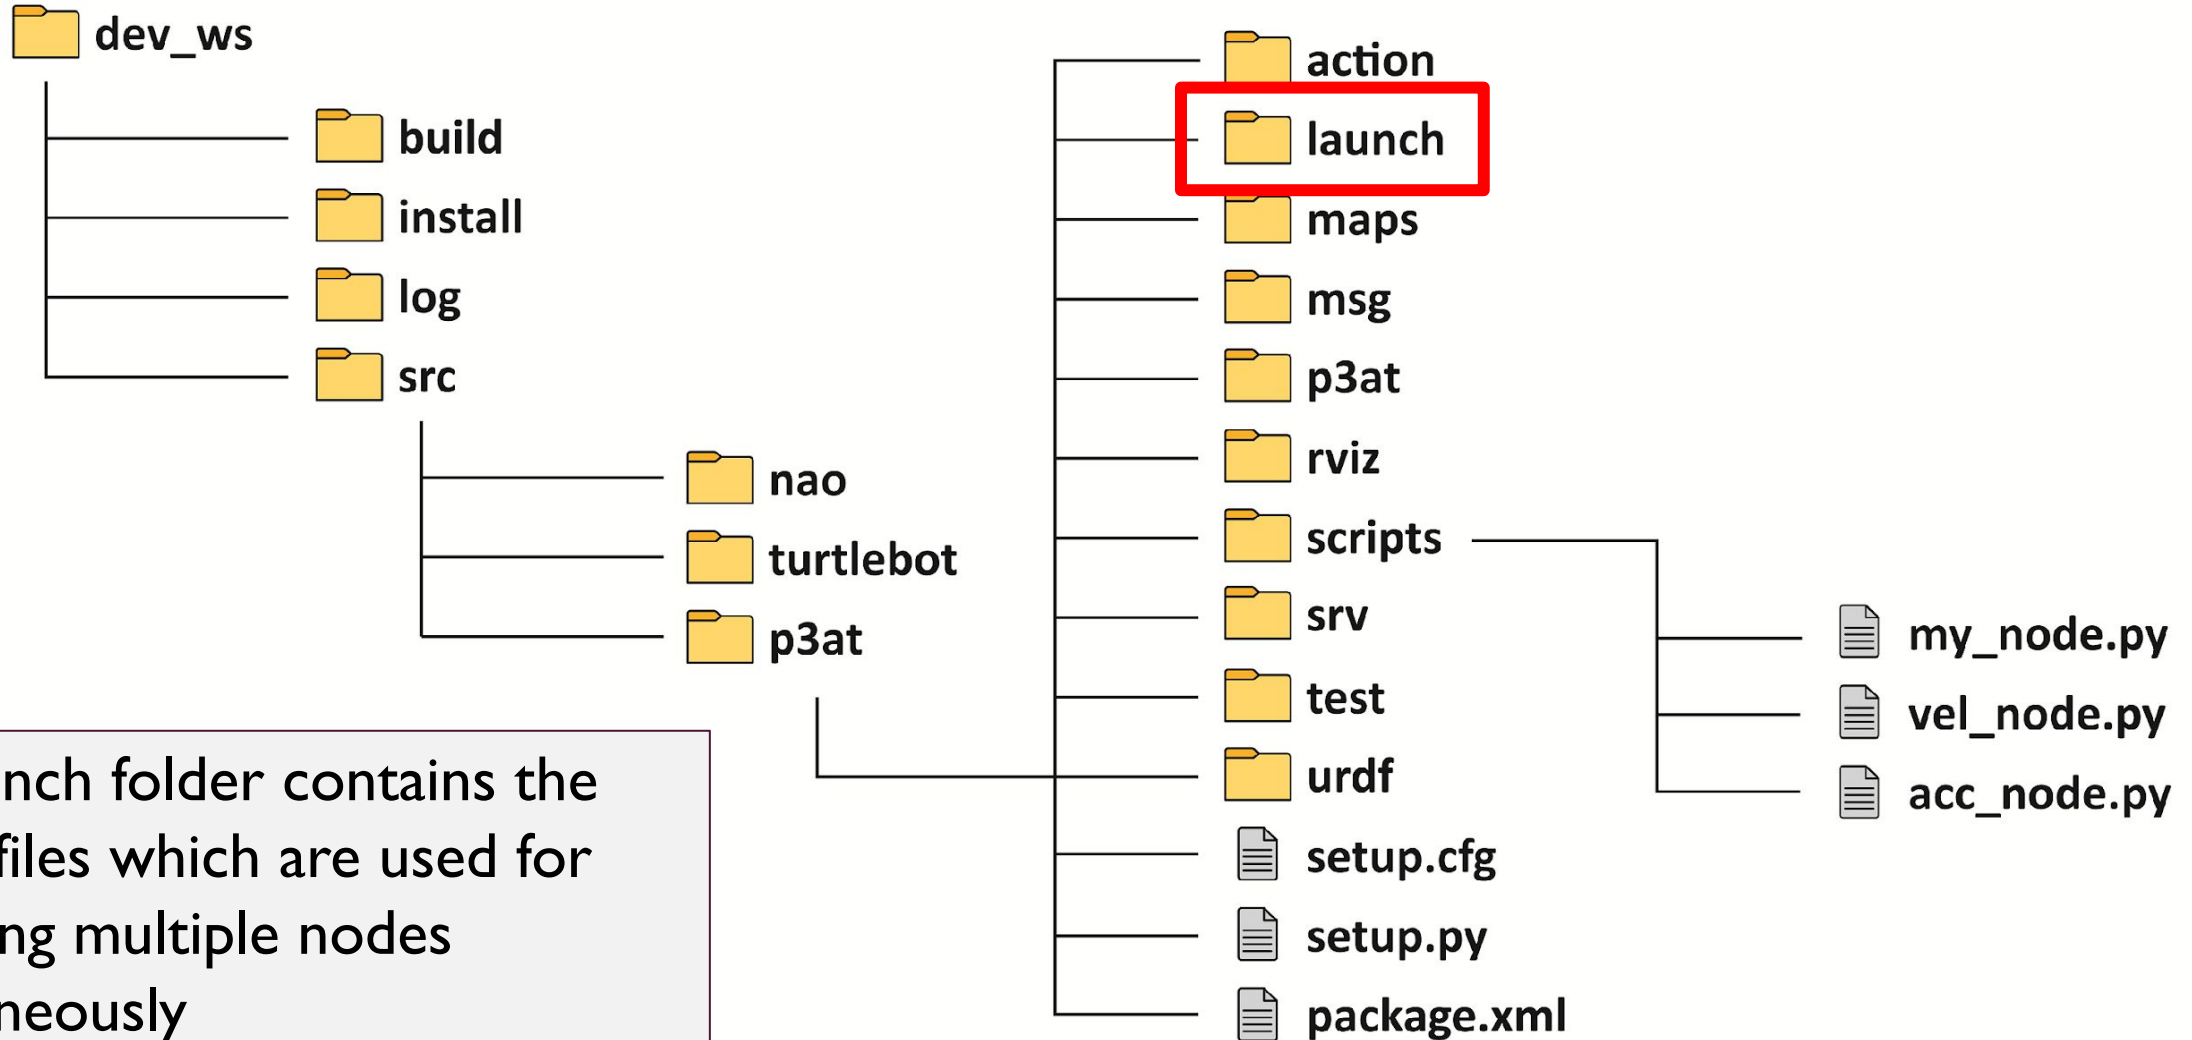 dev_ws
build
install
log
src
nao
turtlebot
p3at
action
launch
maps
msg
p3at
rviz
scripts
srv
test
urdf
setup.cfg
setup.py
package.xml
my_node.py
vel_node.py
acc_node.py
nch folder contains the
files which are used for
ng multiple nodes
neously